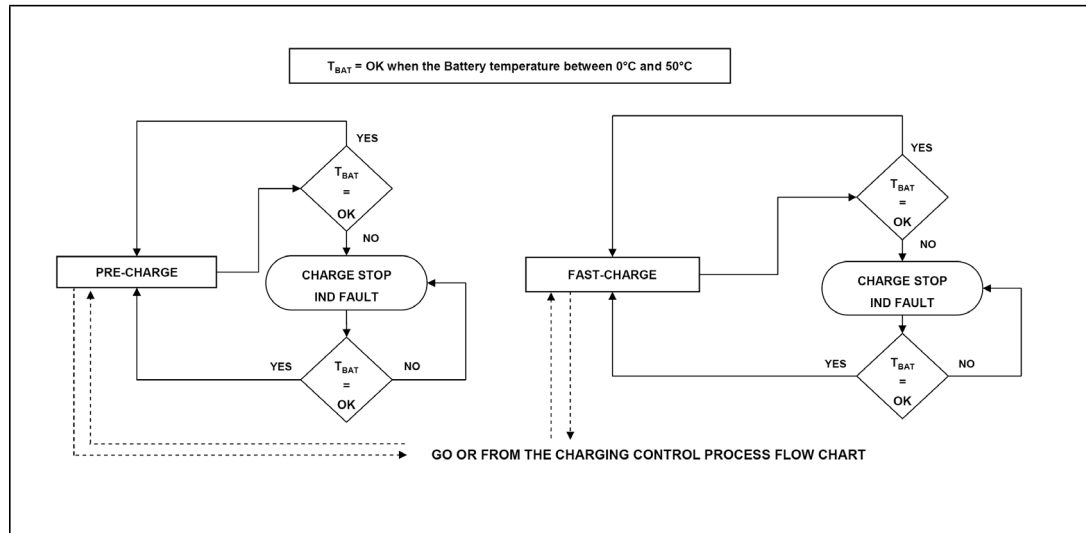 T_BAT = OK when the Battery temperature between 0°C and 50°C
YES
T_BAT
=
OK
NO
PRE-CHARGE
CHARGE STOP
IND FAULT
YES
T_BAT
=
OK
NO
YES
T_BAT
=
OK
NO
FAST-CHARGE
CHARGE STOP
IND FAULT
YES
T_BAT
=
OK
NO
GO OR FROM THE CHARGING CONTROL PROCESS FLOW CHART